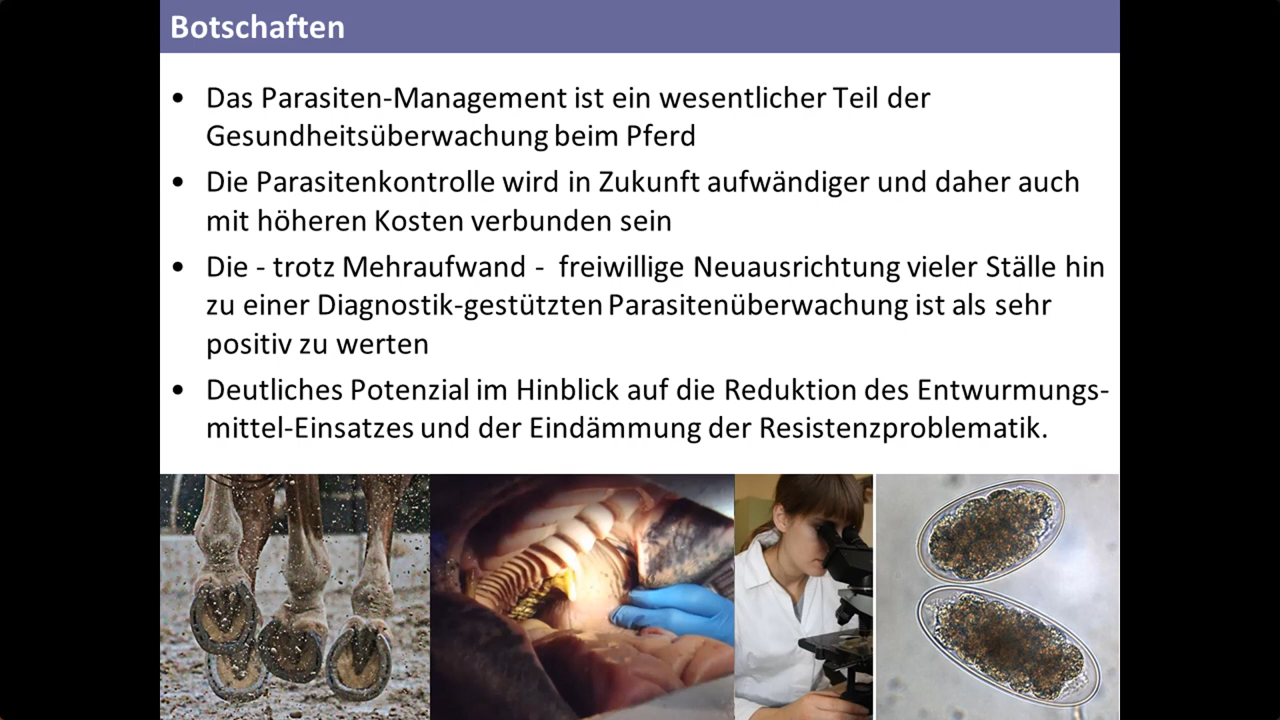 Botschaften
• Das Parasiten-Management ist ein wesentlicher Teil der
Gesundheitsüberwachung beim Pferd
• Die Parasitenkontrolle wird in Zukunft aufwändiger und daher auch
mit höheren Kosten verbunden sein
• Die - trotz Mehraufwand -  freiwillige Neuausrichtung vieler Ställe hin
zu einer Diagnostik-gestützten Parasitenüberwachung ist als sehr
positiv zu werten
• Deutliches Potenzial im Hinblick auf die Reduktion des Entwurmungs-
mittel-Einsatzes und der Eindämmung der Resistenzproblematik.